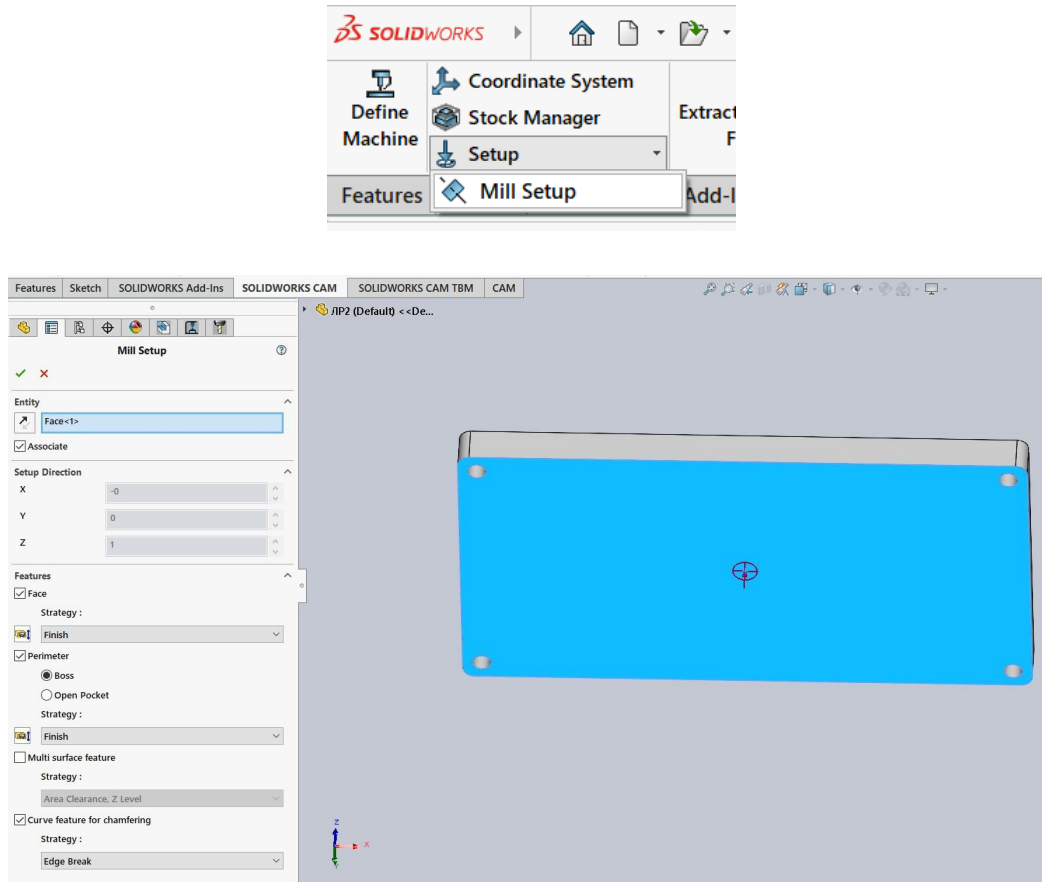 SOLIDWORKS
Define Machine
Coordinate System
Stock Manager
Setup
Extract
F
Mill Setup
Features
Add-I
Features Sketch SOLIDWORKS Add-Ins SOLIDWORKS CAM SOLIDWORKS CAM TBM CAM
ЛР2 (Default) <<De...
Mill Setup
Entity
Face<1>
Associate
Setup Direction
X -0
Y 0
Z 1
Features
Face
Strategy :
Finish
Perimeter
Boss
Open Pocket
Strategy :
Finish
Multi surface feature
Strategy :
Area Clearance, Z Level
Curve feature for chamfering
Strategy :
Edge Break
Z
X
Y